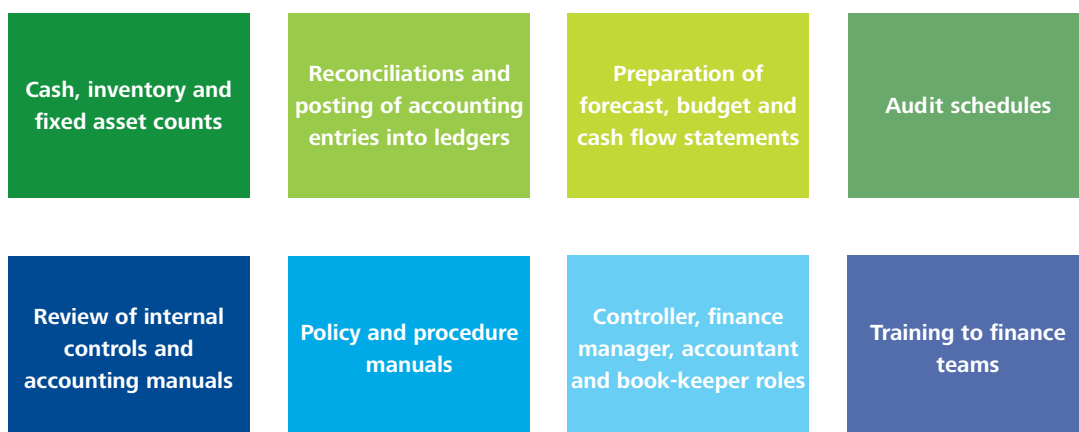 Cash, inventory and
fixed asset counts
Reconciliations and
posting of accounting
entries into ledgers
Preparation of
forecast, budget and
cash flow statements
Audit schedules
Review of internal
controls and
accounting manuals
Policy and procedure
manuals
Controller, finance
manager, accountant
and book-keeper roles
Training to finance
teams